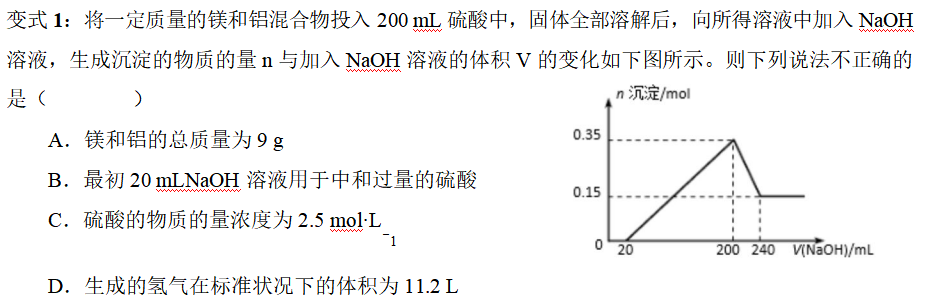 变式 1：将一定质量的镁和铝混合物投入 200 mL 硫酸中，固体全部溶解后，向所得溶液中加入 NaOH
溶液，生成沉淀的物质的量 n 与加入 NaOH 溶液的体积 V 的变化如下图所示。则下列说法不正确的
是（　　　　）
A．镁和铝的总质量为 9 g
B．最初 20 mLNaOH 溶液用于中和过量的硫酸
C．硫酸的物质的量浓度为 2.5 mol·L⁻¹
D．生成的氢气在标准状况下的体积为 11.2 L
n 沉淀/mol
0.35
0.15
0 20 200 240 V(NaOH)/mL